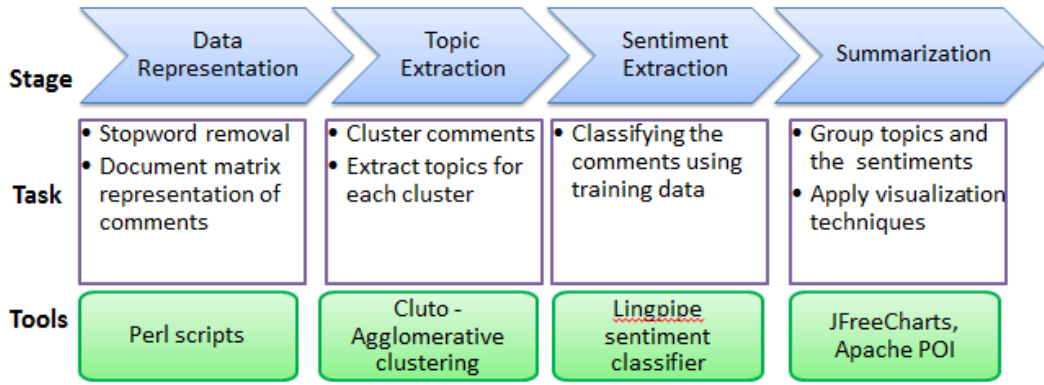 Stage
Data
Representation
Topic
Extraction
Sentiment
Extraction
Summarization
Task
• Stopword removal
• Document matrix
representation of
comments
• Cluster comments
• Extract topics for
each cluster
• Classifying the
comments using
training data
• Group topics and
the sentiments
• Apply visualization
techniques
Tools
Perl scripts
Cluto -
Agglomerative
clustering
Lingpipe
sentiment
classifier
JFreeCharts,
Apache POI